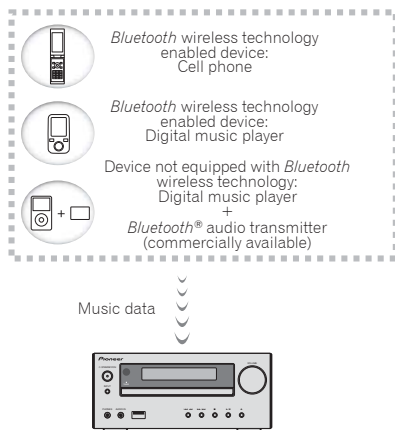 Bluetooth wireless technology
enabled device:
Cell phone
Bluetooth wireless technology
enabled device:
Digital music player
Device not equipped with Bluetooth
wireless technology:
Digital music player
+
+
Bluetooth® audio transmitter
(commercially available)
Music data
Pioneer